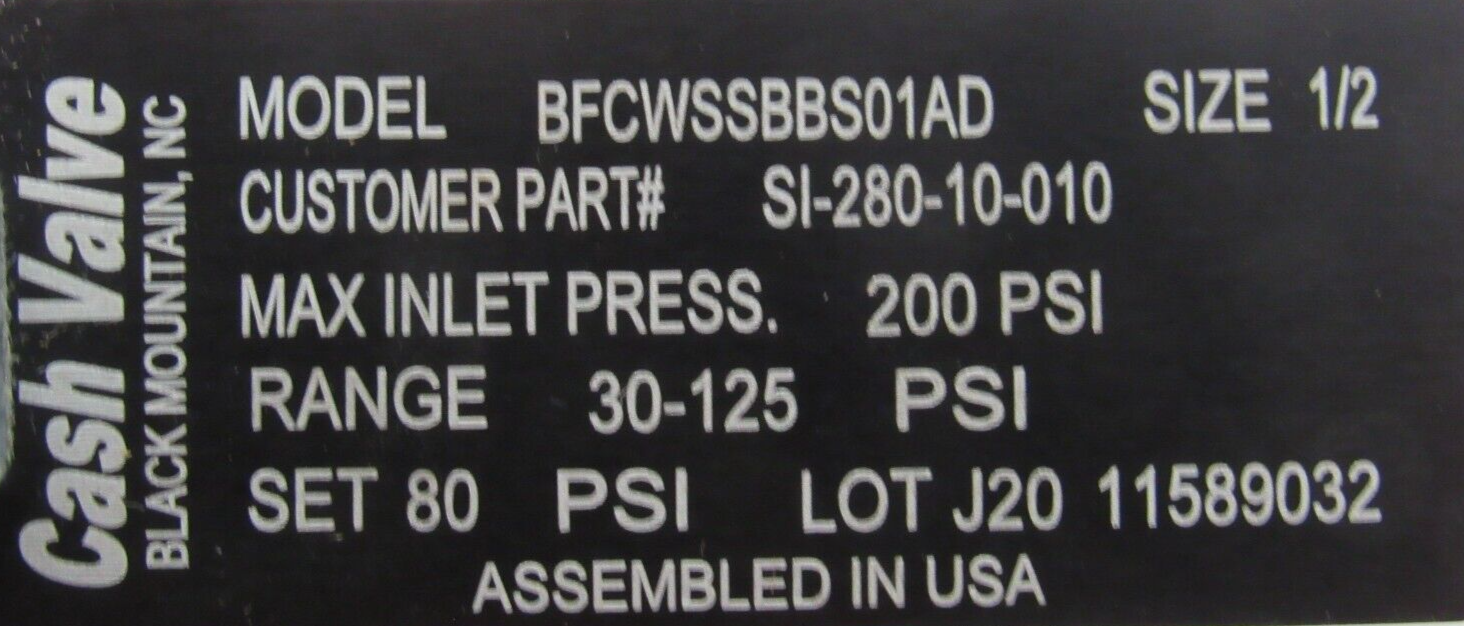 Cash Valve
BLACK MOUNTAIN, NC
MODEL BFCWSSBBS01AD SIZE 1/2
CUSTOMER PART# SI-280-10-010
MAX INLET PRESS. 200 PSI
RANGE 30-125 PSI
SET 80 PSI LOT J20 11589032
ASSEMBLED IN USA